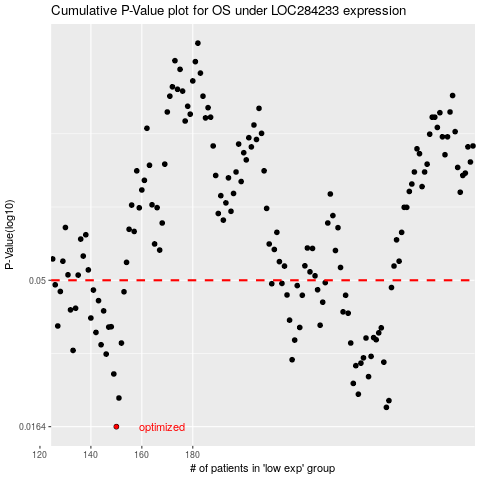 Cumulative P-Value plot for OS under LOC284233 expression
P-Value(log10)
0.05
0.0164
optimized
120 140 160 180
# of patients in 'low exp' group